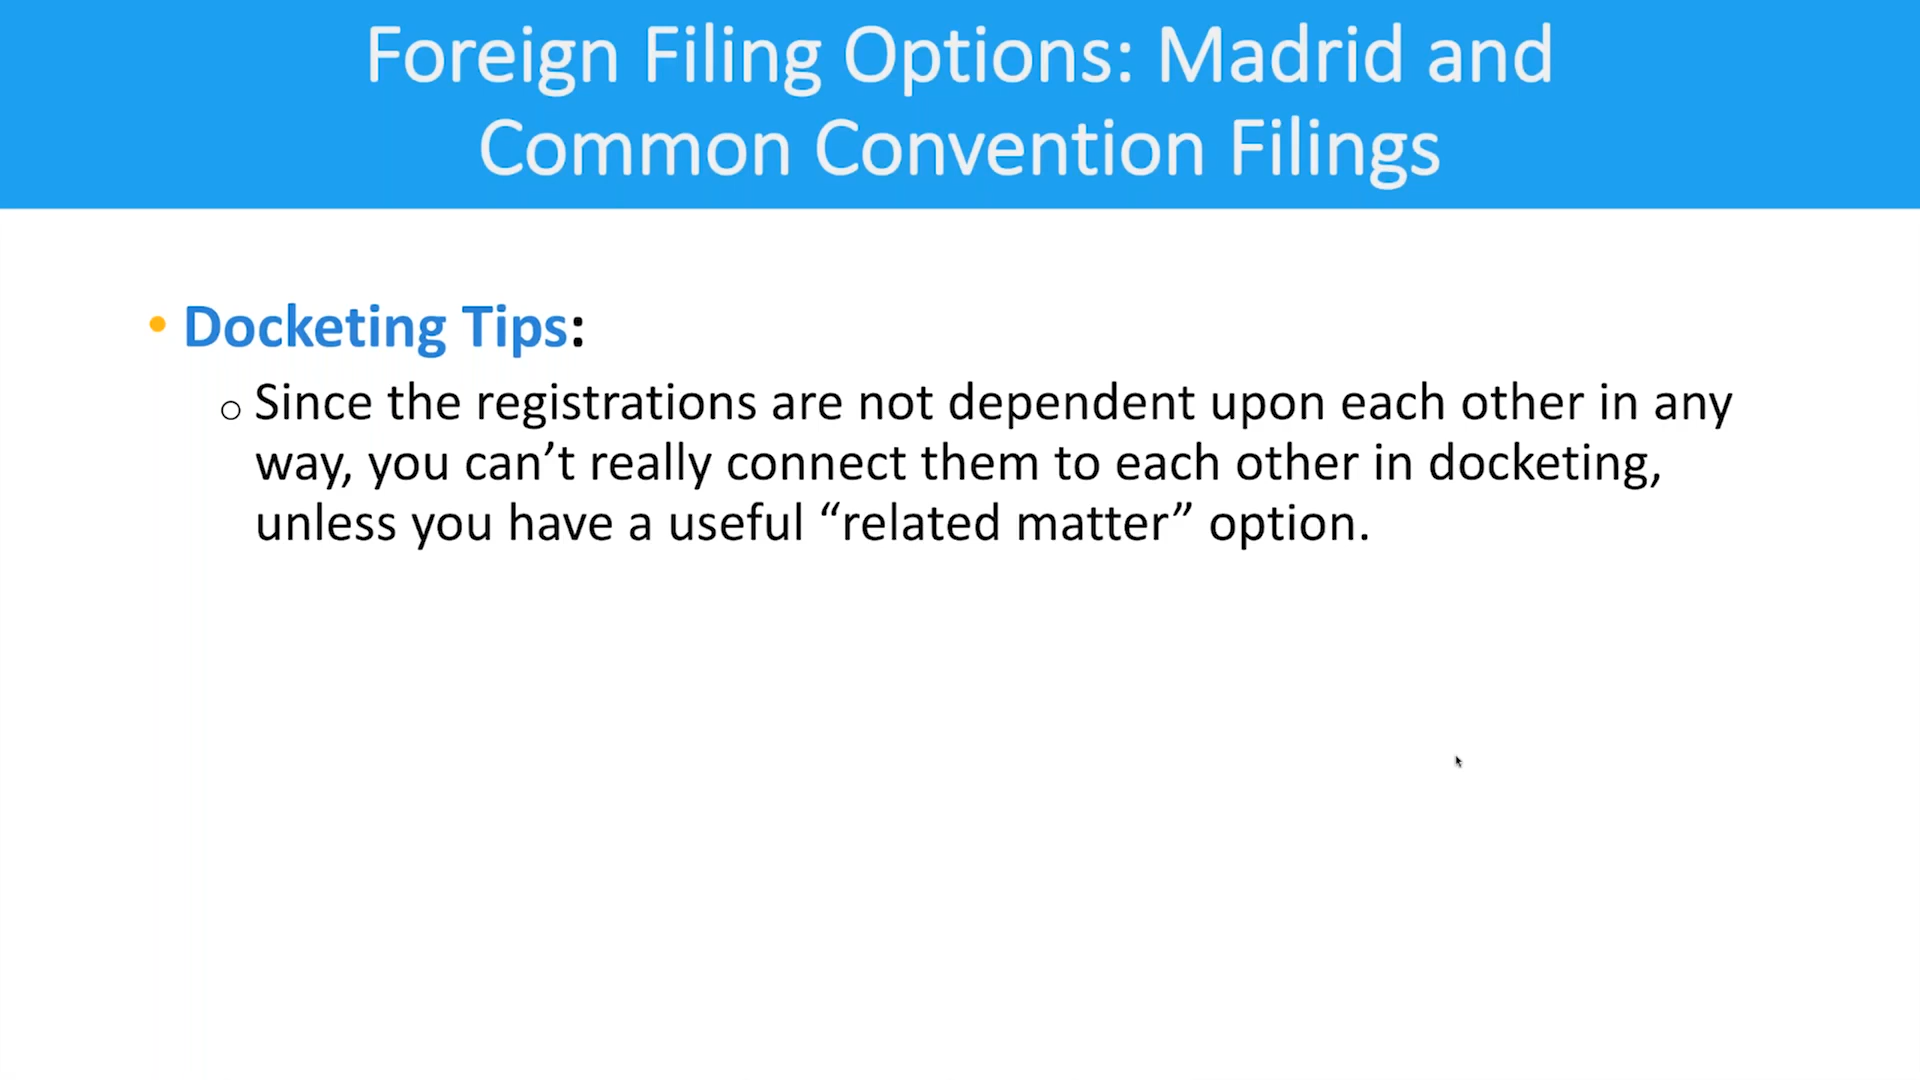 Foreign Filing Options: Madrid and
Common Convention Filings
• Docketing Tips:
o Since the registrations are not dependent upon each other in any
way, you can’t really connect them to each other in docketing,
unless you have a useful “related matter” option.